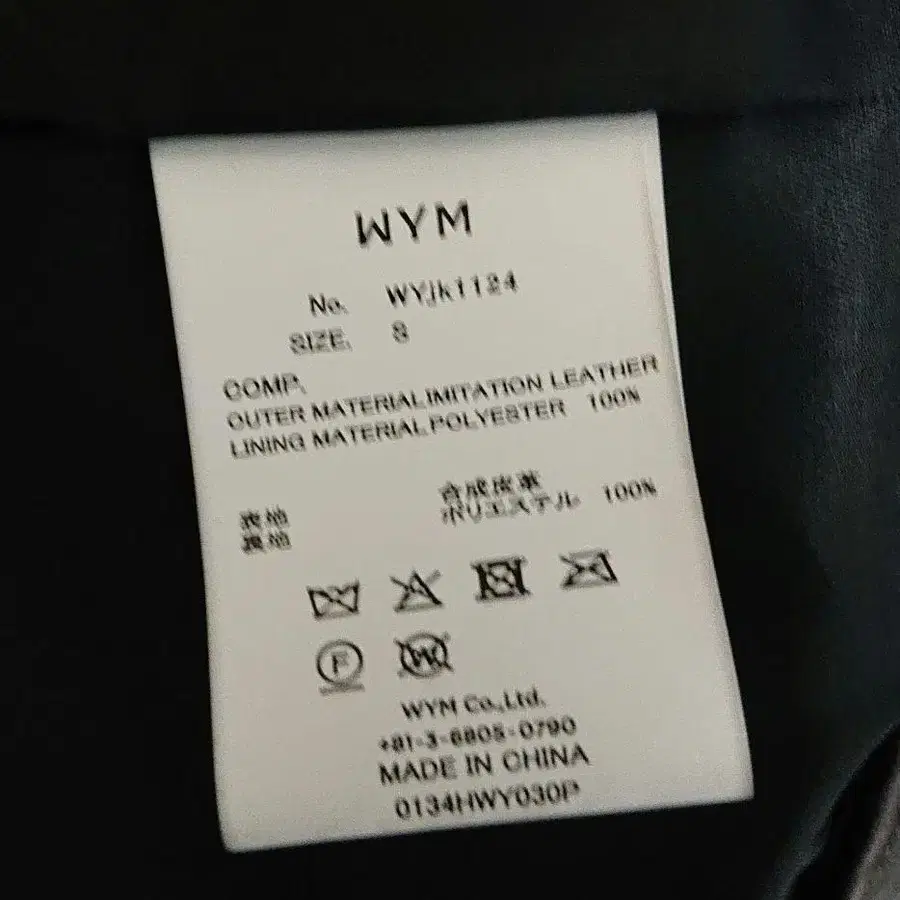 WYM
No. WYJk1124
SIZE. S
COMP.
OUTER MATERIAL IMITATION LEATHER
LINING MATERIAL POLYESTER 100%
表地 合成皮革
裏地 ポリエステル 100%
F
W
WYM Co.,Ltd.
+81-3-6805-0790
MADE IN CHINA
0134HWY030P